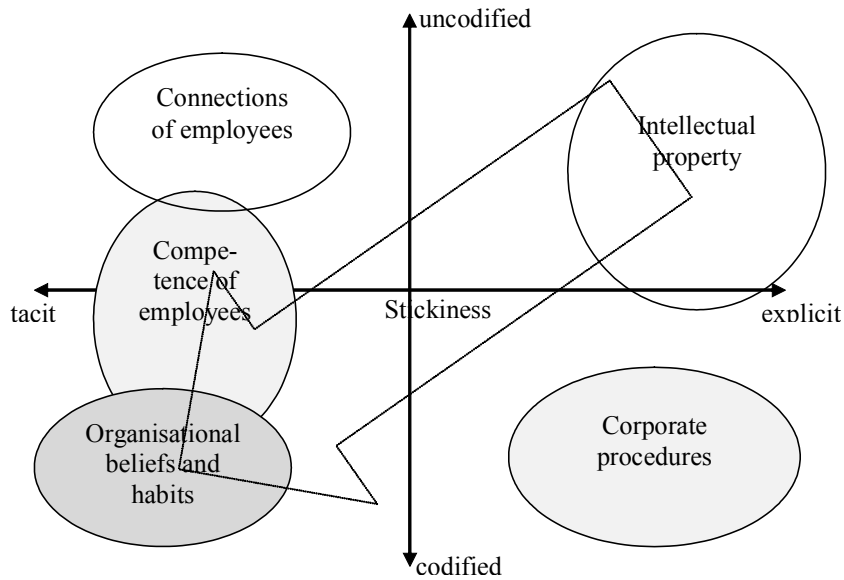 uncodified
Connections
of employees
Intellectual
property
Compe-
tence of
employees
tacit
Stickiness
explicit
Organisational
beliefs and
habits
Corporate
procedures
codified